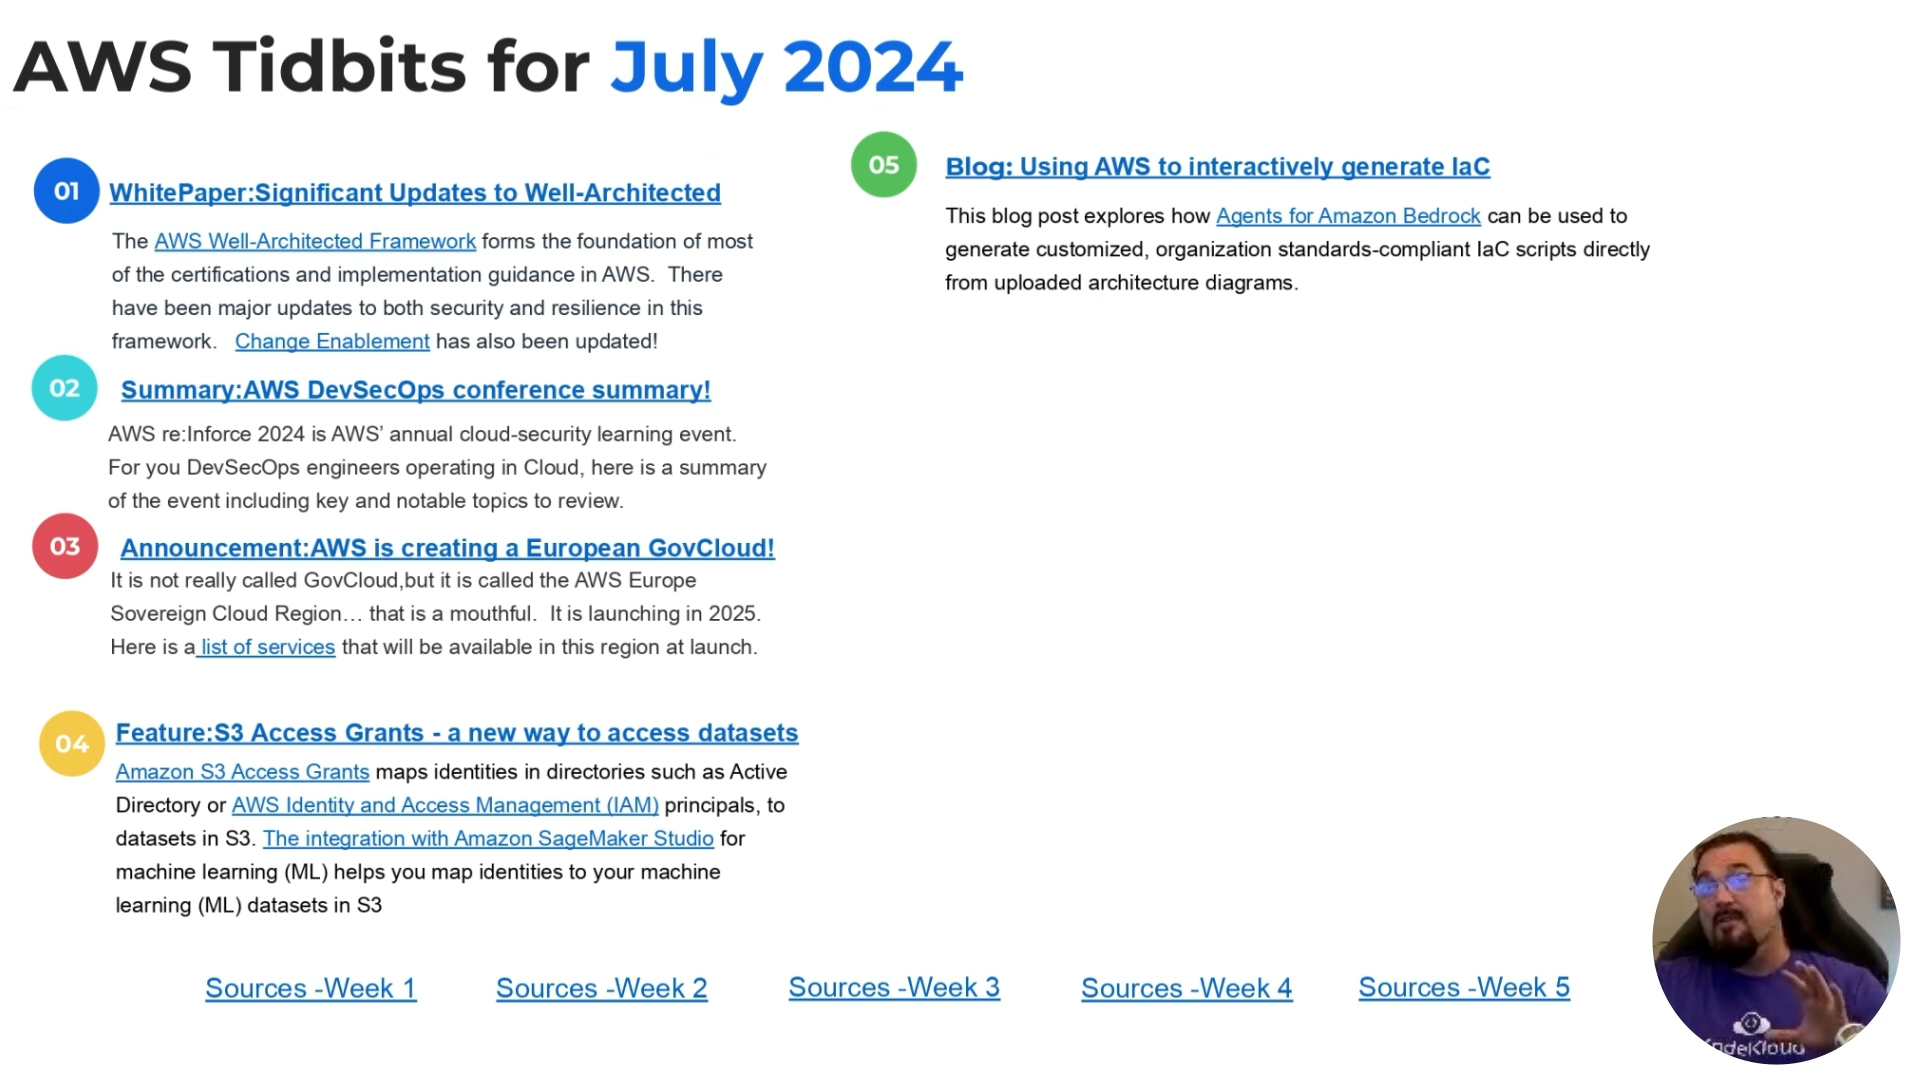 AWS Tidbits for July 2024
01
WhitePaper:Significant Updates to Well-Architected
The AWS Well-Architected Framework forms the foundation of most
of the certifications and implementation guidance in AWS.  There
have been major updates to both security and resilience in this
framework.   Change Enablement has also been updated!
02
Summary:AWS DevSecOps conference summary!
AWS re:Inforce 2024 is AWS’ annual cloud-security learning event.
For you DevSecOps engineers operating in Cloud, here is a summary
of the event including key and notable topics to review.
03
Announcement:AWS is creating a European GovCloud!
It is not really called GovCloud,but it is called the AWS Europe
Sovereign Cloud Region… that is a mouthful.  It is launching in 2025.
Here is a list of services that will be available in this region at launch.
04
Feature:S3 Access Grants - a new way to access datasets
Amazon S3 Access Grants maps identities in directories such as Active
Directory or AWS Identity and Access Management (IAM) principals, to
datasets in S3. The integration with Amazon SageMaker Studio for
machine learning (ML) helps you map identities to your machine
learning (ML) datasets in S3
05
Blog: Using AWS to interactively generate IaC
This blog post explores how Agents for Amazon Bedrock can be used to
generate customized, organization standards-compliant IaC scripts directly
from uploaded architecture diagrams.
Sources -Week 1
Sources -Week 2
Sources -Week 3
Sources -Week 4
Sources -Week 5